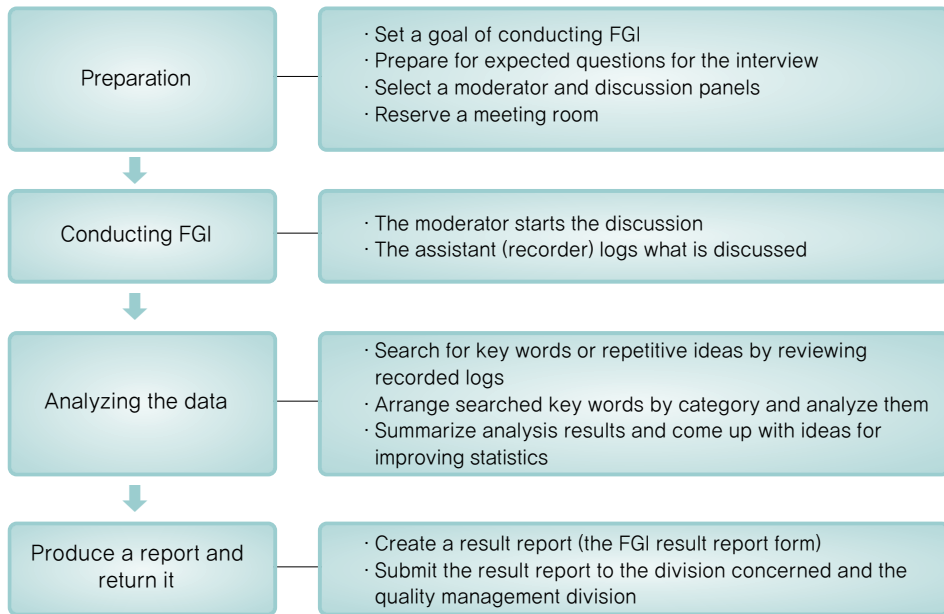 Preparation
· Set a goal of conducting FGI
· Prepare for expected questions for the interview
· Select a moderator and discussion panels
· Reserve a meeting room
Conducting FGI
· The moderator starts the discussion
· The assistant (recorder) logs what is discussed
Analyzing the data
· Search for key words or repetitive ideas by reviewing
recorded logs
· Arrange searched key words by category and analyze them
· Summarize analysis results and come up with ideas for
improving statistics
Produce a report and
return it
· Create a result report (the FGI result report form)
· Submit the result report to the division concerned and the
quality management division